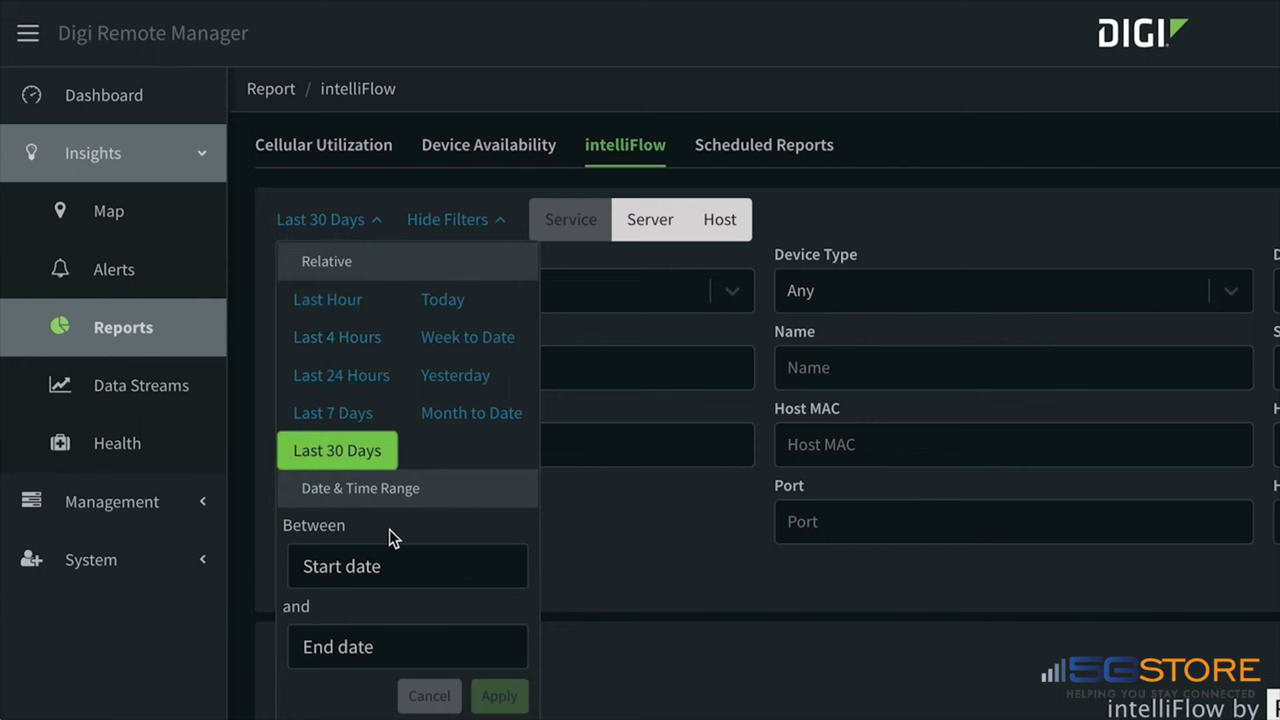 Digi Remote Manager
DIGI
Dashboard
Insights
Map
Alerts
Reports
Data Streams
Health
Management
System
Report / intelliFlow
Cellular Utilization Device Availability intelliFlow Scheduled Reports
Last 30 Days Hide Filters Service Server Host
Relative
Last Hour Today
Last 4 Hours Week to Date
Last 24 Hours Yesterday
Last 7 Days Month to Date
Last 30 Days
Date & Time Range
Between
Start date
and
End date
Cancel Apply
Device Type
Any
Name
Name
Host MAC
Host MAC
Port
Port
5GSTORE
HELPING YOU STAY CONNECTED
intelliFlow by